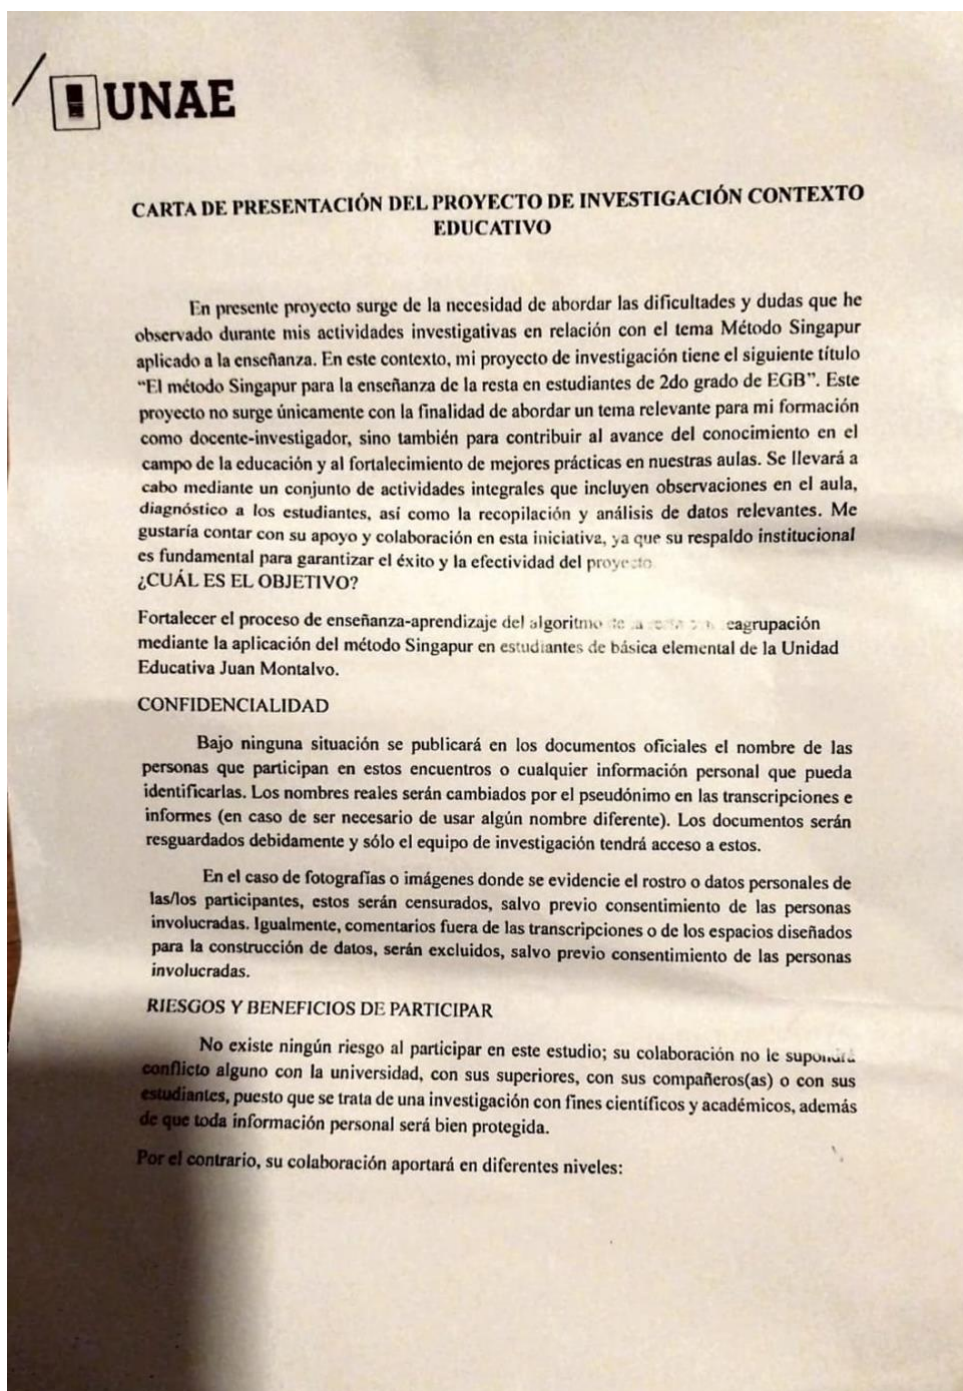 UNAE
CARTA DE PRESENTACIÓN DEL PROYECTO DE INVESTIGACIÓN CONTEXTO
EDUCATIVO
En presente proyecto surge de la necesidad de abordar las dificultades y dudas que he
observado durante mis actividades investigativas en relación con el tema Método Singapur
aplicado a la enseñanza. En este contexto, mi proyecto de investigación tiene el siguiente título
“El método Singapur para la enseñanza de la resta en estudiantes de 2do grado de EGB”. Este
proyecto no surge únicamente con la finalidad de abordar un tema relevante para mi formación
como docente-investigador, sino también para contribuir al avance del conocimiento en el
campo de la educación y al fortalecimiento de mejores prácticas en nuestras aulas. Se llevará a
cabo mediante un conjunto de actividades integrales que incluyen observaciones en el aula,
diagnóstico a los estudiantes, así como la recopilación y análisis de datos relevantes. Me
gustaría contar con su apoyo y colaboración en esta iniciativa, ya que su respaldo institucional
es fundamental para garantizar el éxito y la efectividad del proyecto
¿CUÁL ES EL OBJETIVO?
Fortalecer el proceso de enseñanza-aprendizaje del algoritmo eagrupación
mediante la aplicación del método Singapur en estudiantes de básica elemental de la Unidad
Educativa Juan Montalvo.
CONFIDENCIALIDAD
Bajo ninguna situación se publicará en los documentos oficiales el nombre de las
personas que participan en estos encuentros o cualquier información personal que pueda
identificarlas. Los nombres reales serán cambiados por el pseudónimo en las transcripciones e
informes (en caso de ser necesario de usar algún nombre diferente). Los documentos serán
resguardados debidamente y sólo el equipo de investigación tendrá acceso a estos.
En el caso de fotografías o imágenes donde se evidencie el rostro o datos personales de
las/los participantes, estos serán censurados, salvo previo consentimiento de las personas
involucradas. Igualmente, comentarios fuera de las transcripciones o de los espacios diseñados
para la construcción de datos, serán excluidos, salvo previo consentimiento de las personas
involucradas.
RIESGOS Y BENEFICIOS DE PARTICIPAR
No existe ningún riesgo al participar en este estudio; su colaboración no le
conflicto alguno con la universidad, con sus superiores, con sus compañeros(as) o con sus
estudiantes, puesto que se trata de una investigación con fines científicos y académicos, además
de que toda información personal será bien protegida.
Por el contrario, su colaboración aportará en diferentes niveles: